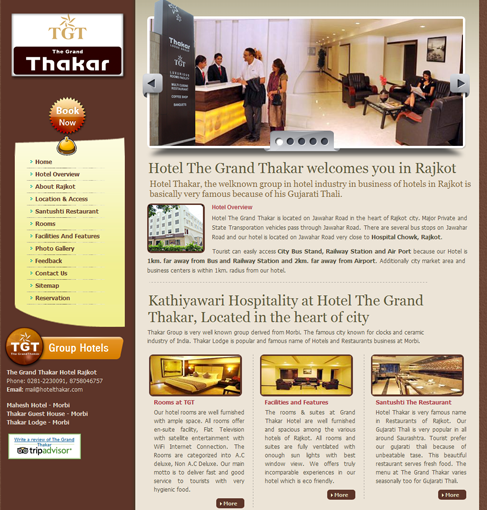 TGT
The Grand
Thakar
Book
Now
Home
Hotel Overview
About Rajkot
Location & Access
Santushti Restaurant
Rooms
Facilities And Features
Photo Gallery
Feedback
Contact Us
Sitemap
Reservation
TGT
The Grand Thakar
Group Hotels
The Grand Thakar Hotel Rajkot
Phone: 0281-2230091, 8758046757
Email: mail@hotelthakar.com
Mahesh Hotel - Morbi
Thakar Guest House - Morbi
Thakar Lodge - Morbi
Write a review of The Grand
Thakar
tripadvisor
Thakar
TGT
Hotel The Grand Thakar welcomes you in Rajkot
Hotel Thakar, the welknown group in hotel industry in business of hotels in Rajkot is
basically very famous because of his Gujarati Thali.
Hotel Overview
Hotel The Grand Thakar is located on Jawahar Road in the heart of Rajkot city. Major Private and
State Transporation vehicles pass through Jawahar Road. There are several bus stops on Jawahar
Road and our hotel is located on Jawahar Road very close to Hospital Chowk, Rajkot.
Tourist can easily access City Bus Stand, Railway Station and Air Port because our Hotel is
1km. far away from Bus and Railway Station and 2km. far away from Airport. Additionally city market area and
business centers is within 1km. radius from our hotel.
Kathiyawari Hospitality at Hotel The Grand
Thakar, Located in the heart of city
Thakar Group is very well known group derived from Morbi. The famous city known for clocks and ceramic
industry of India. Thakar Lodge is popular and famous name of Hotels and Restaurants business at Morbi.
Rooms at TGT
Our hotel rooms are well furnished
with ample space. All rooms offer
en-suite facility, Flat Television
with satellite entertainment with
WiFi Internet Connection. The
Rooms are categorized into A.C
deluxe, Non A.C Deluxe. Our main
motto is to deliver fast and good
service to tourists with very
hygienic food.
More
Facilities and Features
The rooms & suites at Grand
Thakar Hotel are well furnished
and spacious among the various
hotels of Rajkot. All rooms and
suites are fully ventilated with
enough sun lights with best
window view. We offers truly
incomparable experiences in our
hotel which is eco friendly.
More
Santushti The Restaurant
Hotel Thakar is very famous name
in Restaurants of Rajkot. Our
Gujarati Thali is very popular in all
around Saurashtra. Tourist prefer
our gujarati thali because of
unbeatable tase. This beautiful
restaurant serves fresh food. The
menu at The Grand Thakar varies
seasonally too for Gujarati Thali.
More